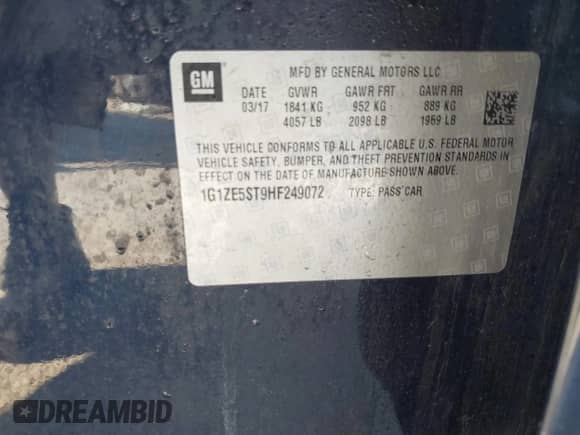 GM
MFD BY GENERAL MOTORS LLC
DATE GVWR GAWR FRT GAWR RR
03/17 1841 KG 952 KG 889 KG
4057 LB 2098 LB 1959 LB
THIS VEHICLE CONFORMS TO ALL APPLICABLE U.S. FEDERAL MOTOR
VEHICLE SAFETY, BUMPER, AND THEFT PREVENTION STANDARDS IN
EFFECT ON THE DATE OF MANUFACTURE SHOWN ABOVE.
1G1ZE5ST9HF249072 TYPE: PASS CAR
DREAMBID